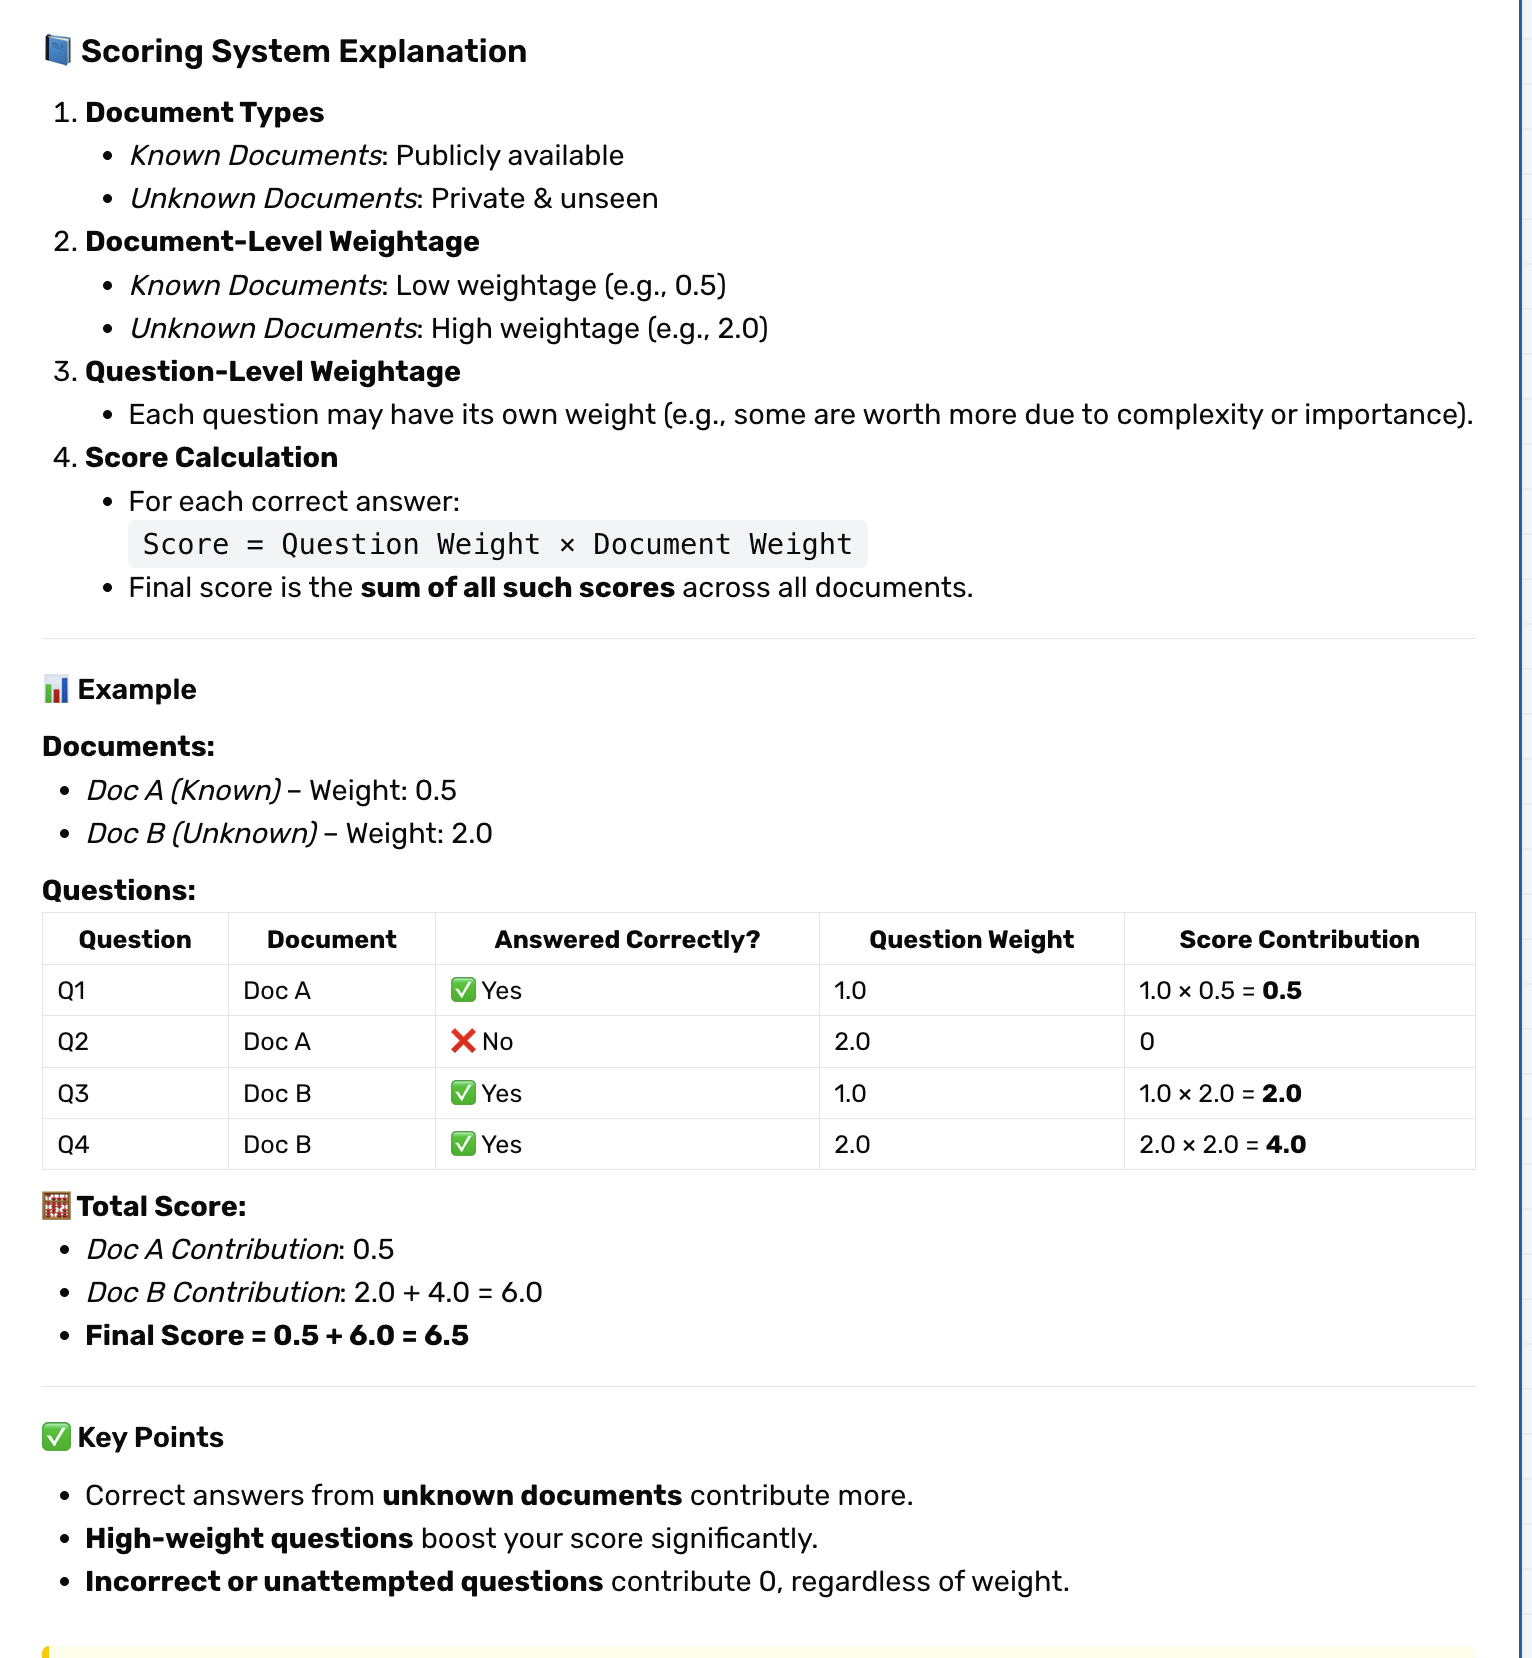 📘 Scoring System Explanation
1. Document Types
• Known Documents: Publicly available
• Unknown Documents: Private & unseen
2. Document-Level Weightage
• Known Documents: Low weightage (e.g., 0.5)
• Unknown Documents: High weightage (e.g., 2.0)
3. Question-Level Weightage
• Each question may have its own weight (e.g., some are worth more due to complexity or importance).
4. Score Calculation
• For each correct answer:
Score = Question Weight × Document Weight
• Final score is the sum of all such scores across all documents.
📊 Example
Documents:
• Doc A (Known) – Weight: 0.5
• Doc B (Unknown) – Weight: 2.0
Questions:
Question Document Answered Correctly? Question Weight Score Contribution
Q1 Doc A ✅ Yes 1.0 1.0 × 0.5 = 0.5
Q2 Doc A ❌ No 2.0 0
Q3 Doc B ✅ Yes 1.0 1.0 × 2.0 = 2.0
Q4 Doc B ✅ Yes 2.0 2.0 × 2.0 = 4.0
🧮 Total Score:
• Doc A Contribution: 0.5
• Doc B Contribution: 2.0 + 4.0 = 6.0
• Final Score = 0.5 + 6.0 = 6.5
✅ Key Points
• Correct answers from unknown documents contribute more.
• High-weight questions boost your score significantly.
• Incorrect or unattempted questions contribute 0, regardless of weight.